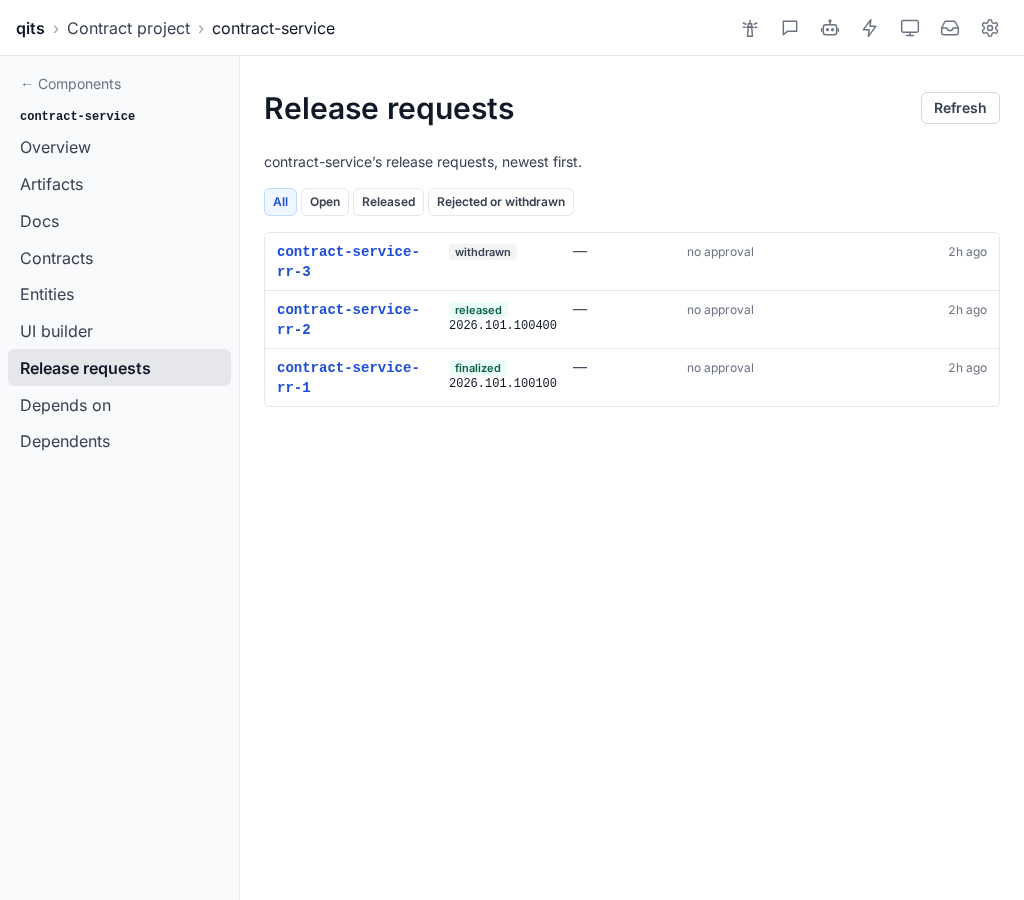 qits › Contract project › contract-service
← Components
contract-service
Overview
Artifacts
Docs
Contracts
Entities
UI builder
Release requests
Depends on
Dependents
Release requests
Refresh
contract-service’s release requests, newest first.
All Open Released Rejected or withdrawn
contract-service- withdrawn — no approval 2h ago
rr-3
contract-service- released — no approval 2h ago
rr-2 2026.101.100400
contract-service- finalized — no approval 2h ago
rr-1 2026.101.100100